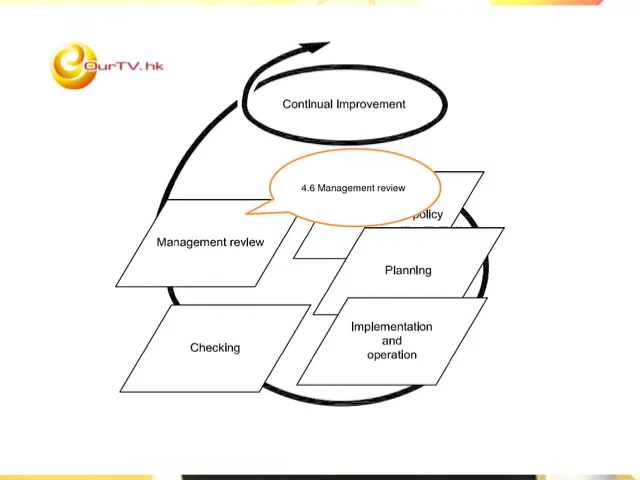 OurTV.hk
Continual Improvement
4.6 Management review
policy
Management review
Planning
Implementation
and
operation
Checking